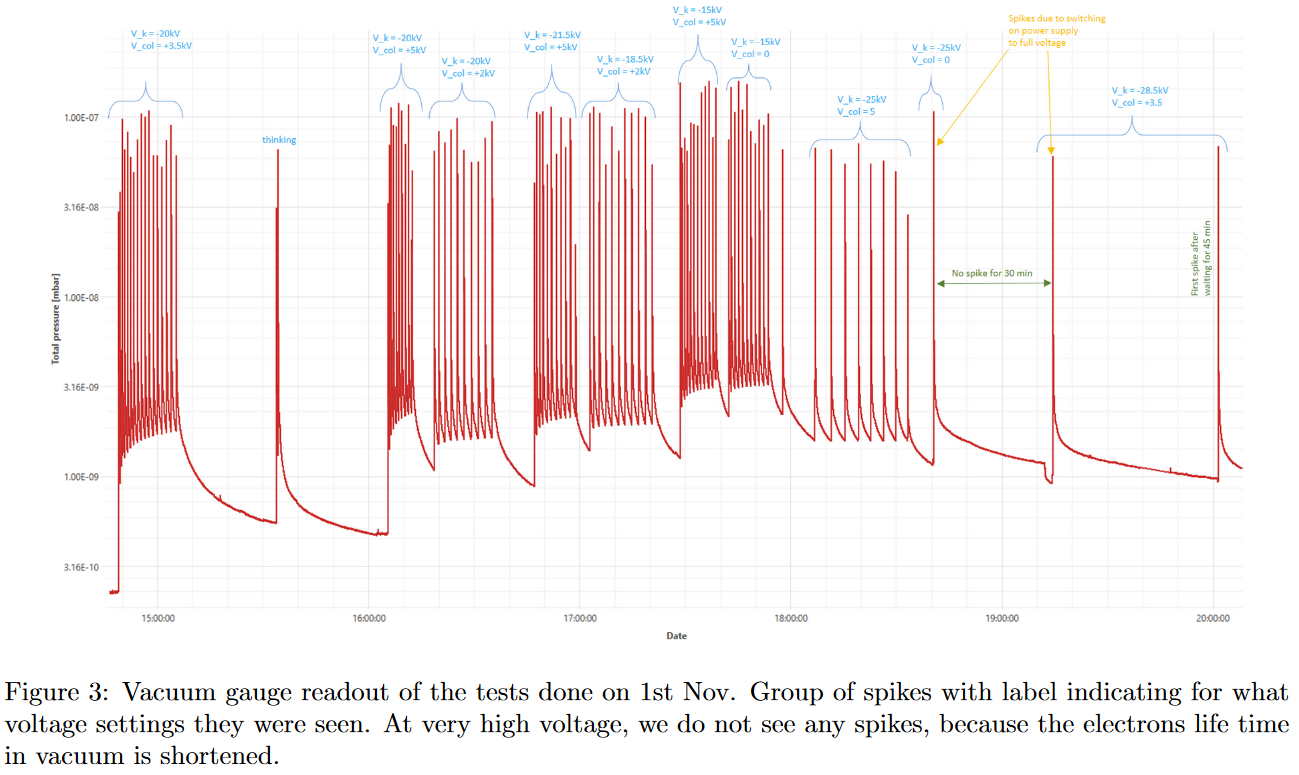 V_k = -20kV
V_col = +3.5kV
thinking
V_k = -20kV
V_col = +5kV
V_k = -20kV
V_col = +2kV
V_k = -21.5kV
V_col = +5kV
V_k = -18.5kV
V_col = +2kV
V_k = -15kV
V_col = +5kV
V_k = -15kV
V_col = 0
V_k = -25kV
V_col = 5
V_k = -25kV
V_col = 0
Spikes due to switching
on power supply
to full voltage
V_k = -28.5kV
V_col = +3.5
No spike for 30 min
First spike after
waiting for 45 min
Total pressure [mbar]
1.00E-07
3.16E-08
1.00E-08
3.16E-09
1.00E-09
3.16E-10
15:00:00
16:00:00
17:00:00
18:00:00
19:00:00
20:00:00
Date
Figure 3: Vacuum gauge readout of the tests done on 1st Nov. Group of spikes with label indicating for what
voltage settings they were seen. At very high voltage, we do not see any spikes, because the electrons life time
in vacuum is shortened.